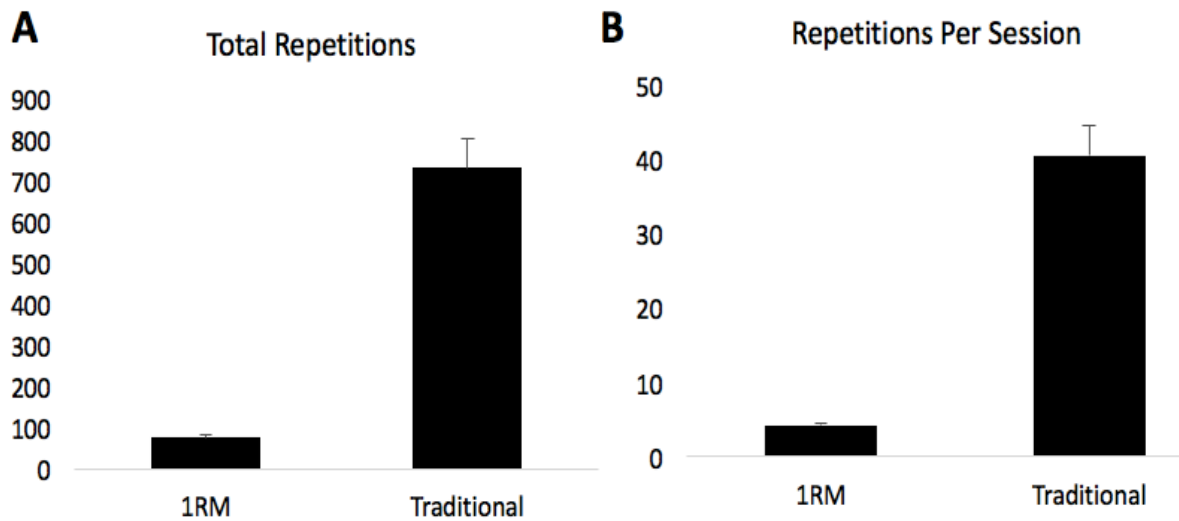 A
Total Repetitions
900
800
700
600
500
400
300
200
100
0
1RM
Traditional
B
Repetitions Per Session
50
40
30
20
10
0
1RM
Traditional